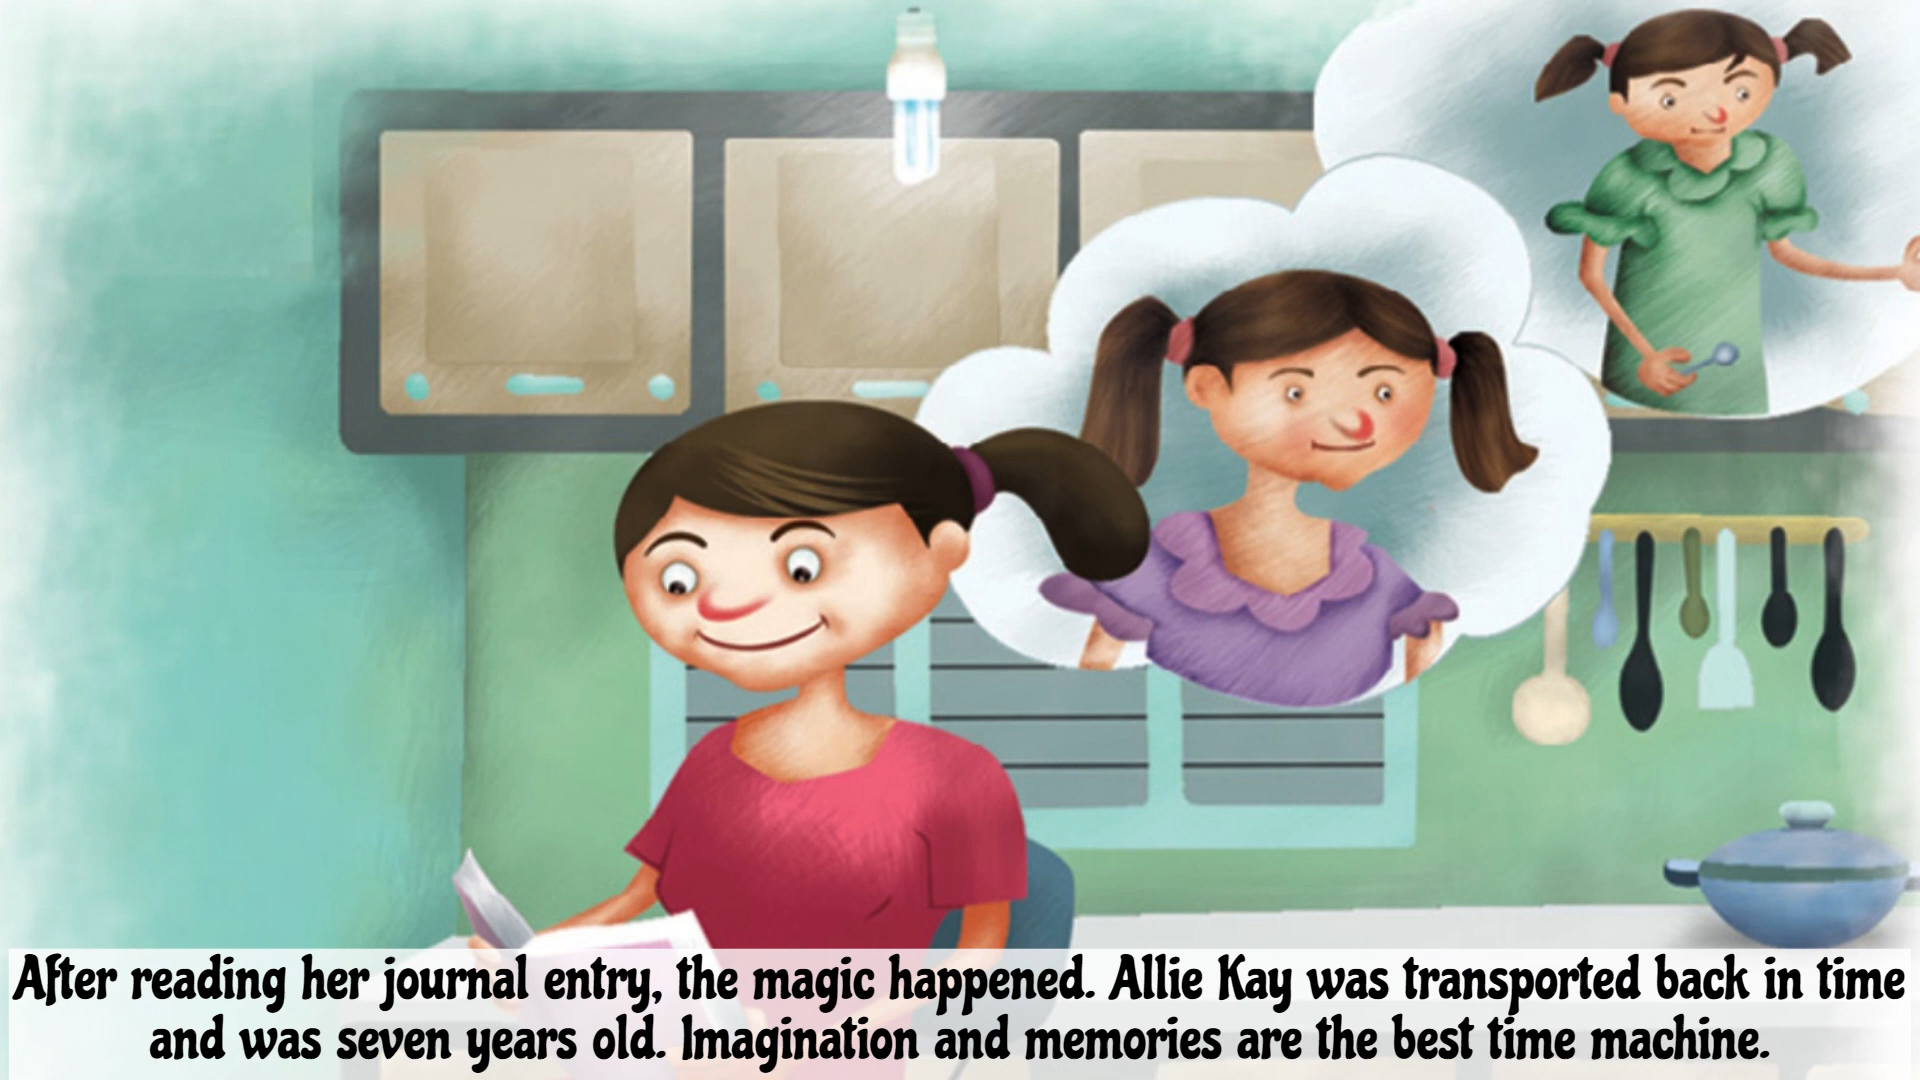 After reading her journal entry, the magic happened. Allie Kay was transported back in time
and was seven years old. Imagination and memories are the best time machine.